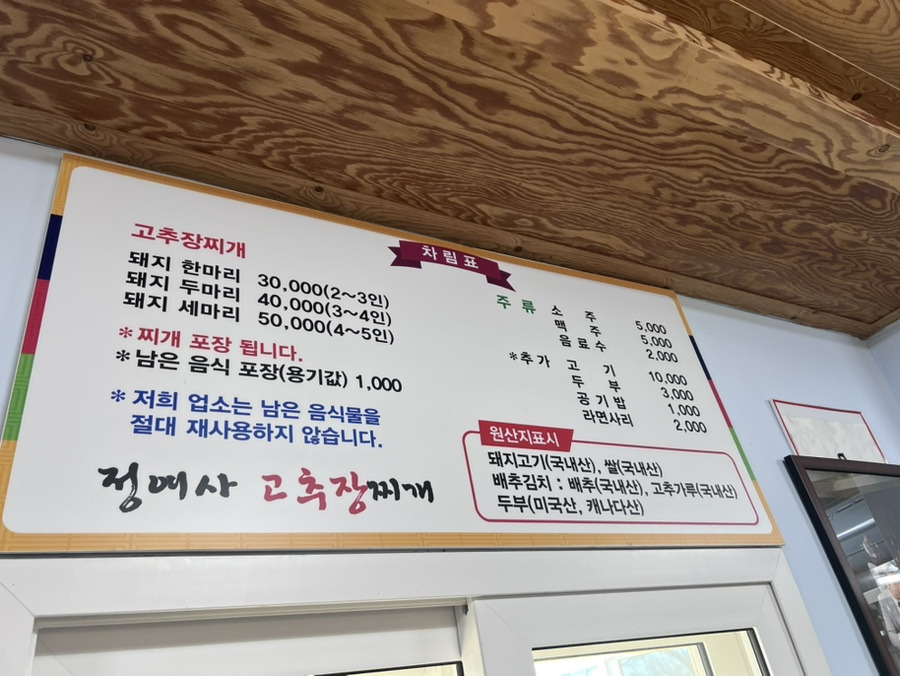 차림표
고추장찌개
돼지 한마리 30,000(2~3인)
돼지 두마리 40,000(3~4인)
돼지 세마리 50,000(4~5인)
*찌개 포장 됩니다.
*남은 음식 포장(용기값) 1,000
*저희 업소는 남은 음식물을
절대 재사용하지 않습니다.
정여사 고추장찌개
주류 소주 5,000
맥주 5,000
음료수 2,000
*추가 고기 10,000
두부 3,000
공기밥 1,000
라면사리 2,000
원산지표시
돼지고기(국내산), 쌀(국내산)
배추김치 : 배추(국내산), 고추가루(국내산)
두부(미국산, 캐나다산)